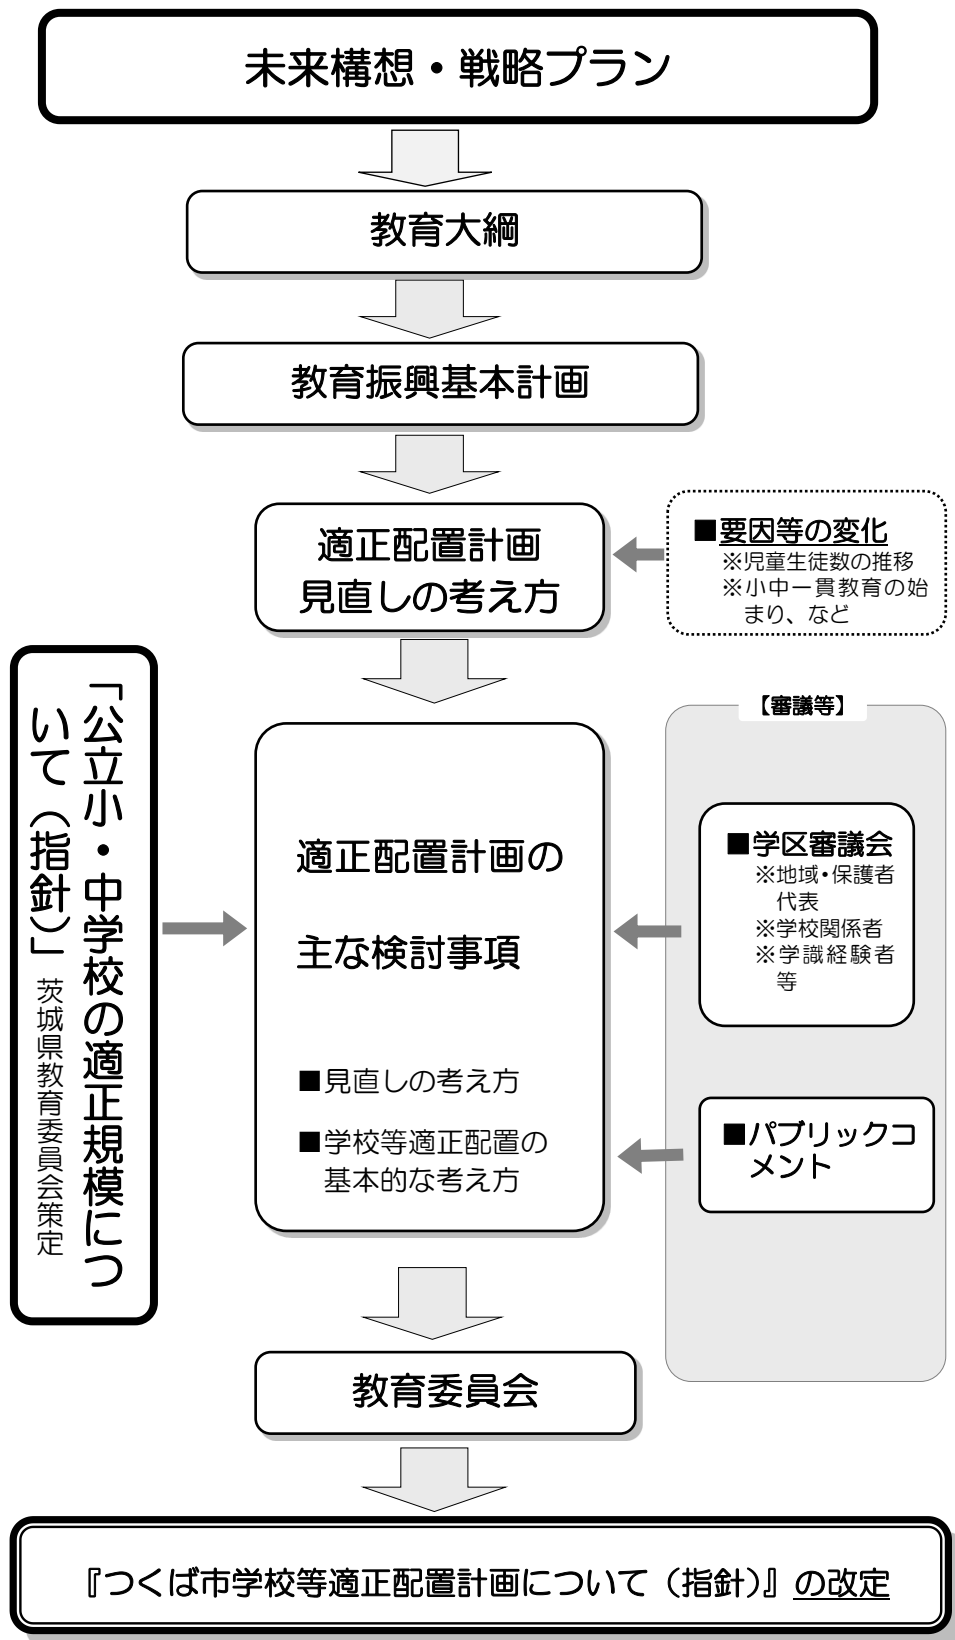 未来構想・戦略プラン
教育大綱
教育振興基本計画
適正配置計画
見直しの考え方
■要因等の変化
※児童生徒数の推移
※小中一貫教育の始
まり、など
「公立小・中学校の適正規模につ
いて（指針）」茨城県教育委員会策定
適正配置計画の
主な検討事項
■見直しの考え方
■学校等適正配置の
基本的な考え方
【審議等】
■学区審議会
※地域・保護者
代表
※学校関係者
※学識経験者
等
■パブリックコ
メント
教育委員会
『つくば市学校等適正配置計画について（指針）』の改定